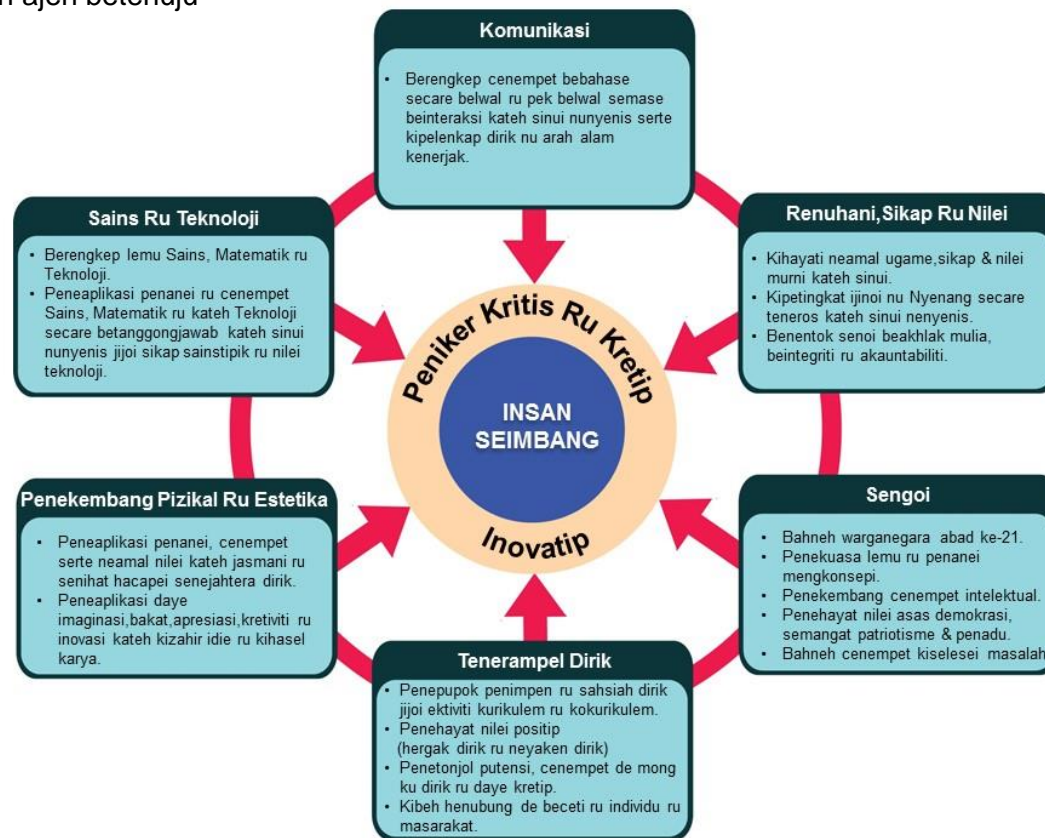 ajen betenuju
Komunikasi
• Berengkep cenempet bebahase
secare belwal ru pek belwal semase
beinteraksi kateh sinui nunyenis serte
kipelenkap dirik nu arah alam
kenerjak.
Sains Ru Teknoloji
• Berengkep lemu Sains, Matematik ru
Teknoloji.
• Peneaplikasi penanei ru cenempet
Sains, Matematik ru kateh Teknoloji
secare betanggongjawab kateh sinui
nunyenis jijoi sikap sainstipik ru nilei
teknoloji.
Renuhani,Sikap Ru Nilei
• Kihayati neamal ugame,sikap & nilei
murni kateh sinui.
• Kipetingkat ijinoi nu Nyenang secare
teneros kateh sinui nenyenis.
• Benentok senoi beakhlak mulia,
beintegriti ru akauntabiliti.
Peniker Kritis Ru Kretip
INSAN
SEIMBANG
Inovatip
Penekembang Pizikal Ru Estetika
• Peneaplikasi penanei, cenempet
serte neamal nilei kateh jasmani ru
senihat hacapei senejahtera dirik.
• Peneaplikasi daye
imaginasi,bakat,apresiasi,kretiviti ru
inovasi kateh kizahir idie ru kihasel
karya.
Sengoi
• Bahneh warganegara abad ke-21.
• Penekuasa lemu ru penanei
mengkonsepi.
• Penekembang cenempet intelektual.
• Penehayat nilei asas demokrasi,
semangat patriotisme & penadu.
• Bahneh cenempet kiselesei masalah
Tenerampel Dirik
• Penepupok penimpen ru sahsiah dirik
jijoi ektiviti kurikulem ru kokurikulem.
• Penehayat nilei positip
(hergak dirik ru neyaken dirik)
• Penetonjol putensi, cenempet de mong
ku dirik ru daye kretip.
• Kibeh henubung de beceti ru individu ru
masarakat.